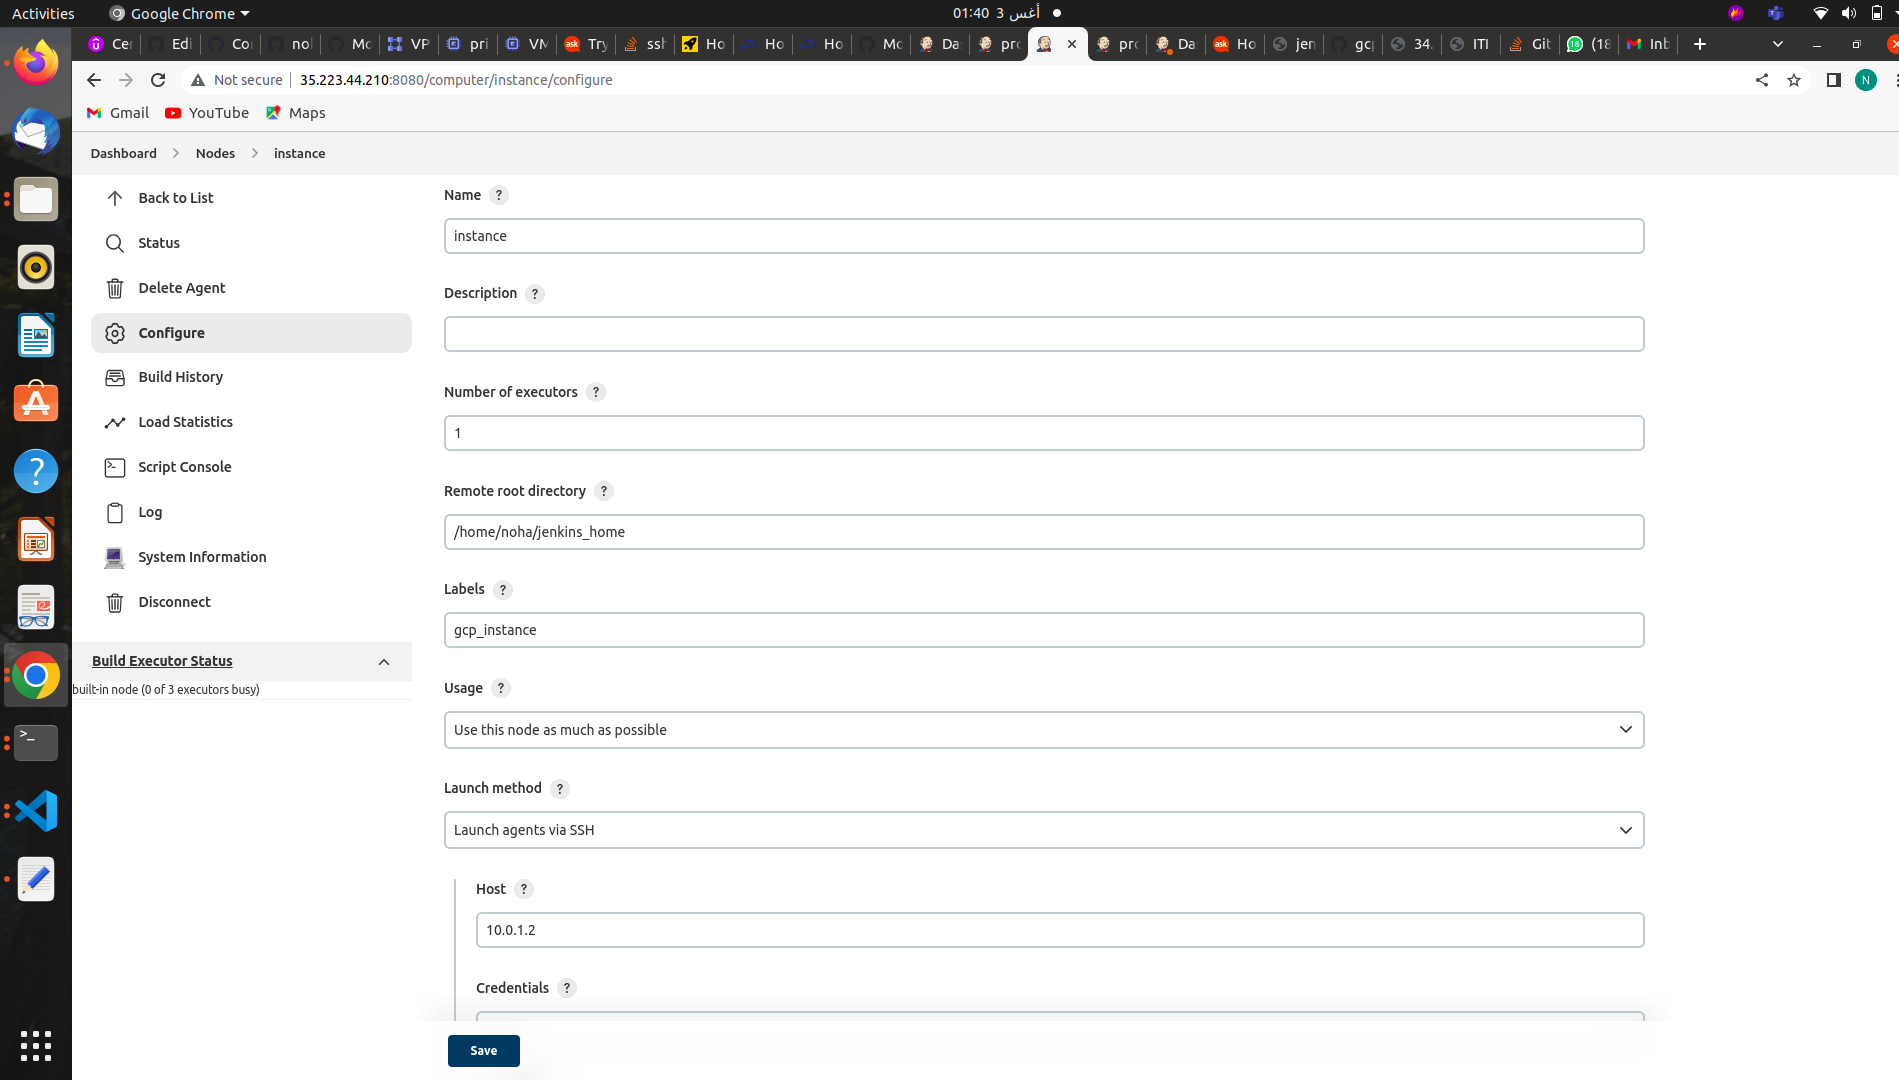 Activities
Google Chrome
01:40 3 أغس
Cer
Edi
Cor
nol
Mo
VP
pri
VM
Try
ssh
Ho
Ho
Ho
Mo
Da
pro
pro
Da
Ho
jen
gcp
34.
ITI
Git
(18
Inb
Not secure
35.223.44.210:8080/computer/instance/configure
N
Gmail
YouTube
Maps
Dashboard
Nodes
instance
Back to List
Status
Delete Agent
Configure
Build History
Load Statistics
Script Console
Log
System Information
Disconnect
Build Executor Status
built-in node (0 of 3 executors busy)
Name ?
instance
Description ?
Number of executors ?
1
Remote root directory ?
/home/noha/jenkins_home
Labels ?
gcp_instance
Usage ?
Use this node as much as possible
Launch method ?
Launch agents via SSH
Host ?
10.0.1.2
Credentials ?
Save